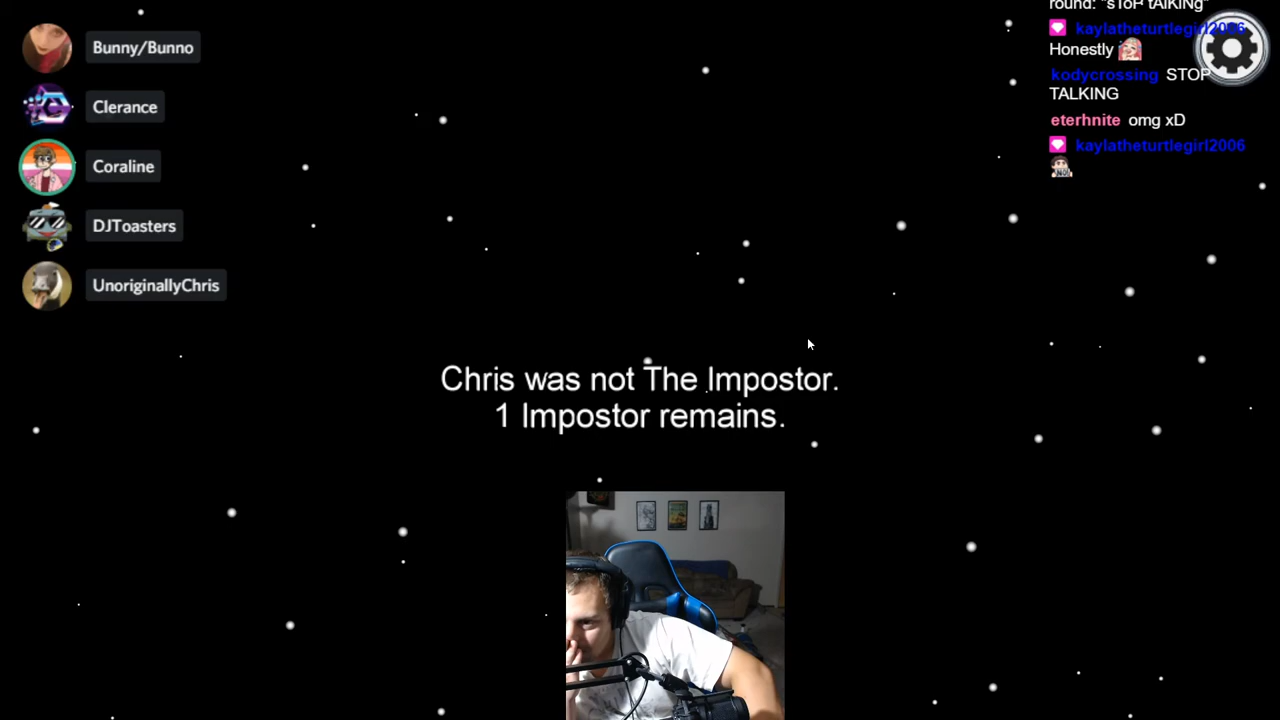 Bunny/Bunno
Clerance
Coraline
DJToasters
UnoriginallyChris
round: "sToP tAlKiNg"
kaylatheturtlegirl2006
Honestly
kodycrossing STOP
TALKING
eterhnite omg xD
kaylatheturtlegirl2006
Chris was not The Impostor.
1 Impostor remains.